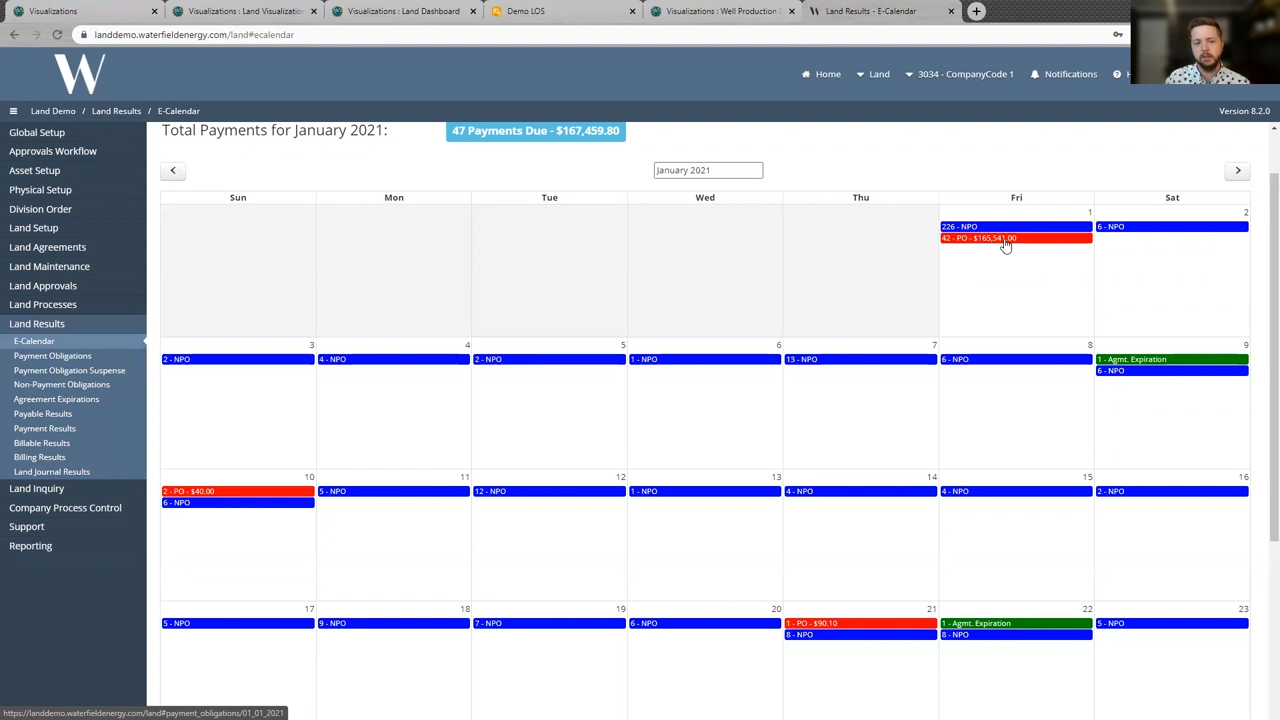 Visualizations
Visualizations : Land Visualizatio
Visualizations : Land Dashboard
Demo LOS
Visualizations : Well Production D
Land Results - E-Calendar
landdemo.waterfieldenergy.com/land#ecalendar
W
Home
Land
3034 - CompanyCode 1
Notifications
H
Land Demo / Land Results / E-Calendar
Version 8.2.0
Global Setup
Approvals Workflow
Asset Setup
Physical Setup
Division Order
Land Setup
Land Agreements
Land Maintenance
Land Approvals
Land Processes
Land Results
E-Calendar
Payment Obligations
Payment Obligation Suspense
Non-Payment Obligations
Agreement Expirations
Payable Results
Payment Results
Billable Results
Billing Results
Land Journal Results
Land Inquiry
Company Process Control
Support
Reporting
Total Payments for January 2021:
47 Payments Due - $167,459.80
January 2021
Sun Mon Tue Wed Thu Fri Sat
1 2
226 - NPO 6 - NPO
42 - PO - $165,541.00
3 4 5 6 7 8 9
2 - NPO 4 - NPO 2 - NPO 1 - NPO 13 - NPO 6 - NPO 1 - Agmt. Expiration
6 - NPO
10 11 12 13 14 15 16
2 - PO - $40.00 5 - NPO 12 - NPO 1 - NPO 4 - NPO 4 - NPO 2 - NPO
6 - NPO
17 18 19 20 21 22 23
5 - NPO 9 - NPO 7 - NPO 6 - NPO 1 - PO - $90.10 1 - Agmt. Expiration 5 - NPO
8 - NPO 8 - NPO
https://landdemo.waterfieldenergy.com/land#payment_obligations/01_01_2021